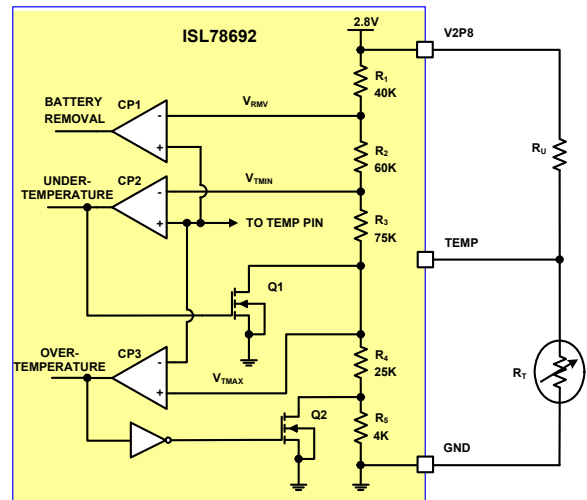 2.8V
ISL78692
V2P8
R1
40K
BATTERY
REMOVAL
CP1
VRMV
-
+
R2
60K
RU
UNDER-
TEMPERATURE
CP2
VTMIN
-
+
TO TEMP PIN
R3
75K
TEMP
Q1
OVER-
TEMPERATURE
CP3
-
+
VTMAX
R4
25K
RT
Q2
R5
4K
GND